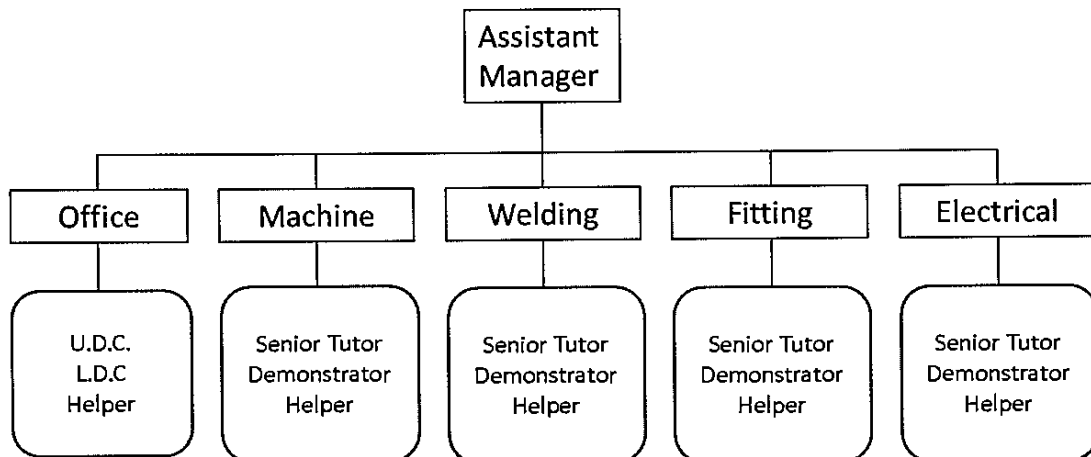 Assistant
Manager
Office
Machine
Welding
Fitting
Electrical
U.D.C.
L.D.C
Helper
Senior Tutor
Demonstrator
Helper
Senior Tutor
Demonstrator
Helper
Senior Tutor
Demonstrator
Helper
Senior Tutor
Demonstrator
Helper